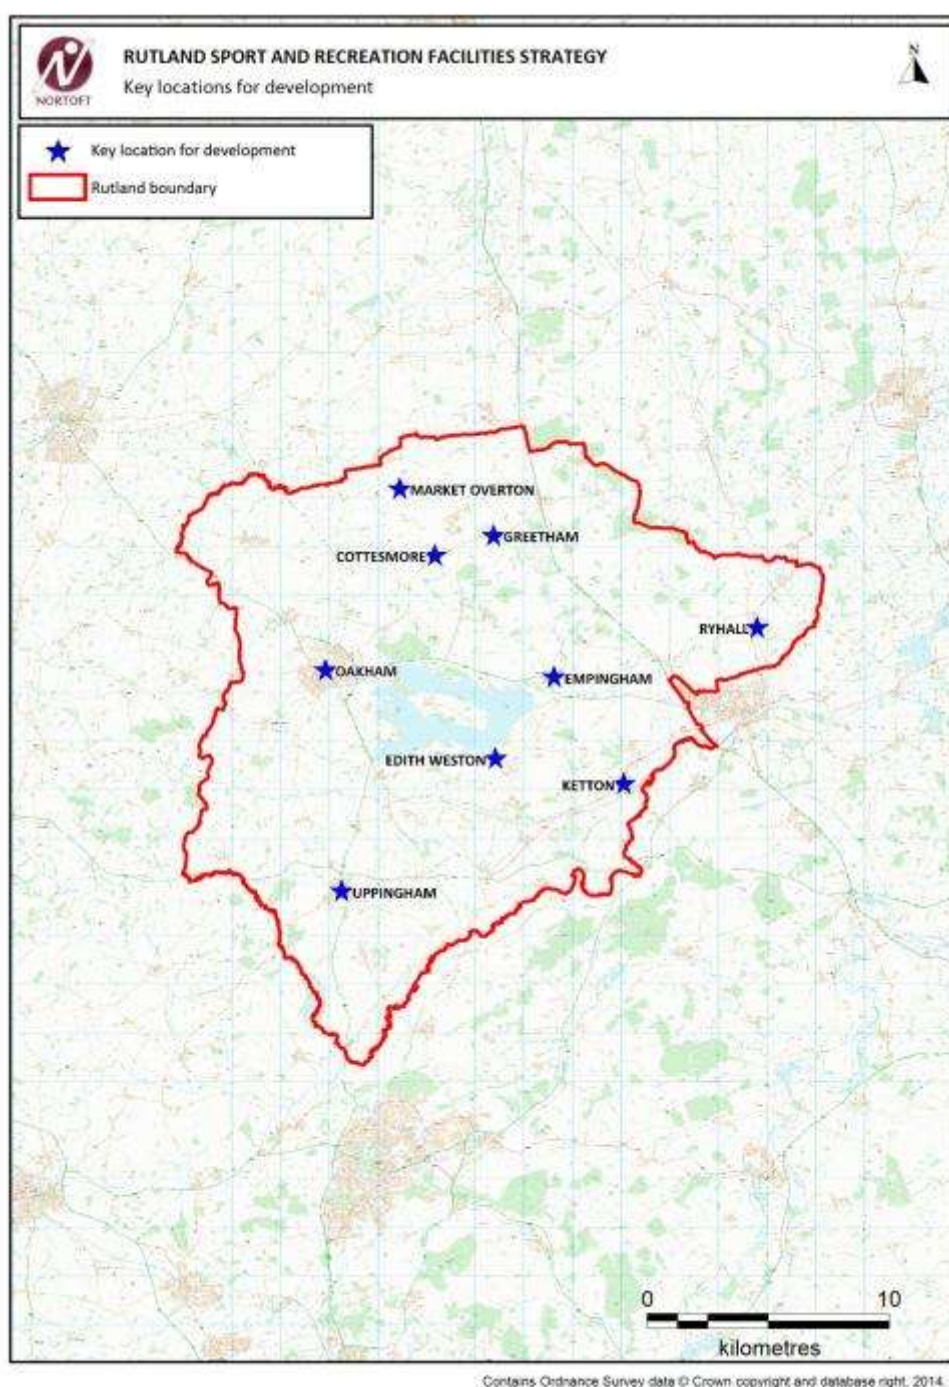 RUTLAND SPORT AND RECREATION FACILITIES STRATEGY
Key locations for development
N
NORTOFT
Key location for development
Rutland boundary
MARKET OVERTON
GREETHAM
COTTESMORE
RYHALL
OAKHAM
EMPINGHAM
EDITH WESTON
KETTON
UPPINGHAM
0 10
kilometres
Contains Ordnance Survey data © Crown copyright and database right, 2014